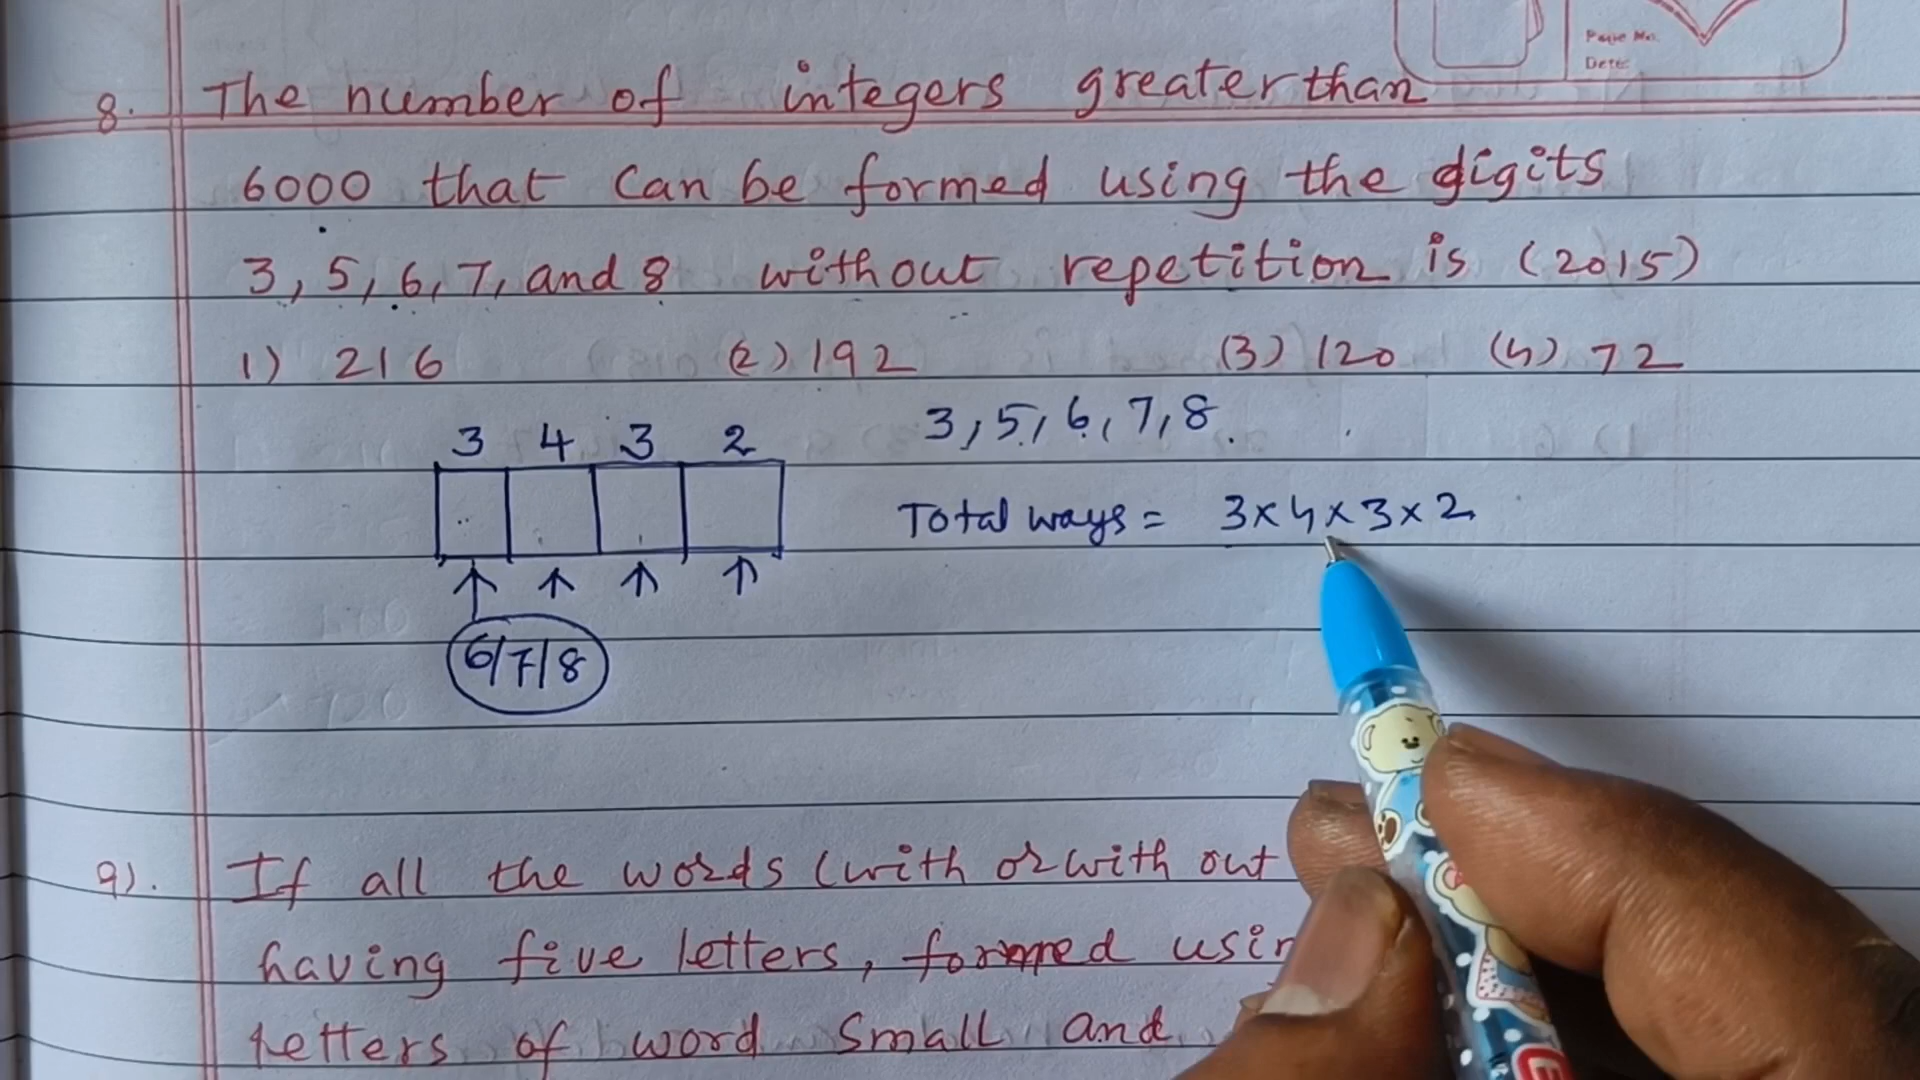 Page No.
Date:
8. The number of integers greater than
6000 that can be formed using the digits
3, 5, 6, 7, and 8 without repetition is (2015)
1) 216 (2) 192 (3) 120 (4) 72
3 4 3 2 3, 5, 6, 7, 8.
Total ways = 3 x 4 x 3 x 2
6/7/8
9). If all the words (with or with out
having five letters, formed usin
letters of word Small and